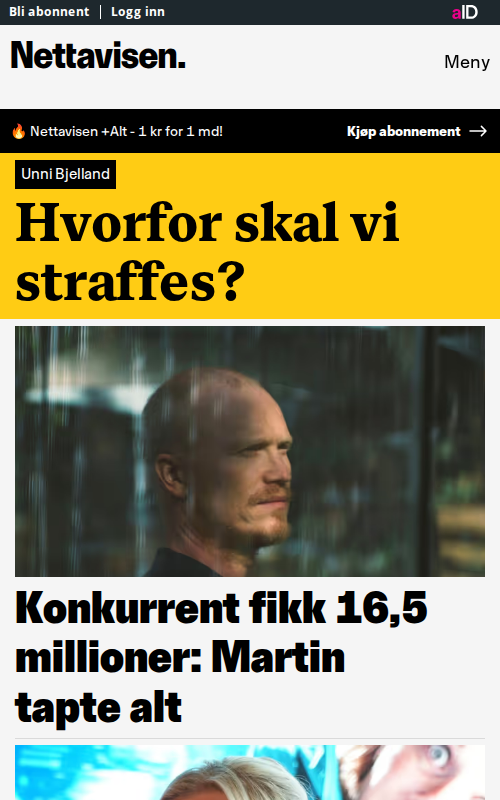 Bli abonnent | Logg inn
aID
Nettavisen.
Meny
🔥 Nettavisen +Alt - 1 kr for 1 md!
Kjøp abonnement →
Unni Bjelland
Hvorfor skal vi
straffes?
Konkurrent fikk 16,5
millioner: Martin
tapte alt